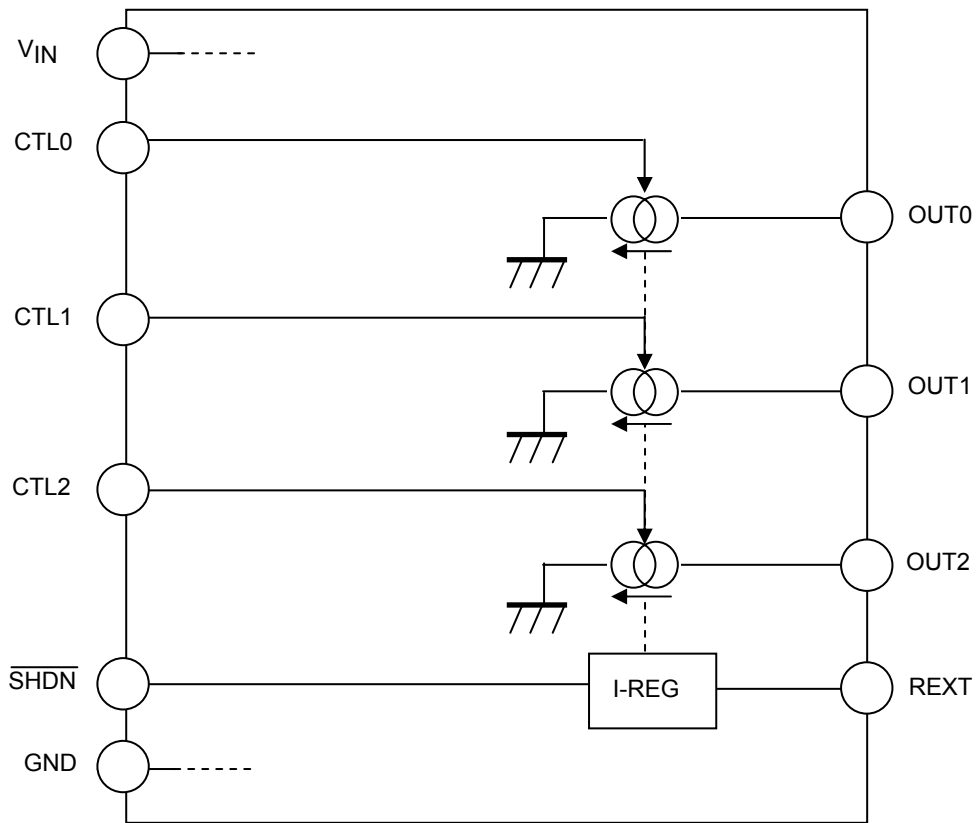 VIN
CTL0
OUT0
CTL1
OUT1
CTL2
OUT2
SHDN
I-REG
REXT
GND